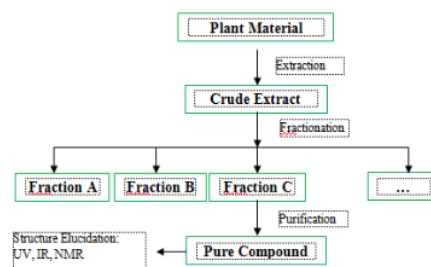 Plant Material
Extraction
Crude Extract
Fractionation
Fraction A
Fraction B
Fraction C
...
Purification
Structure Elucidation:
UV, IR, NMR
Pure Compound